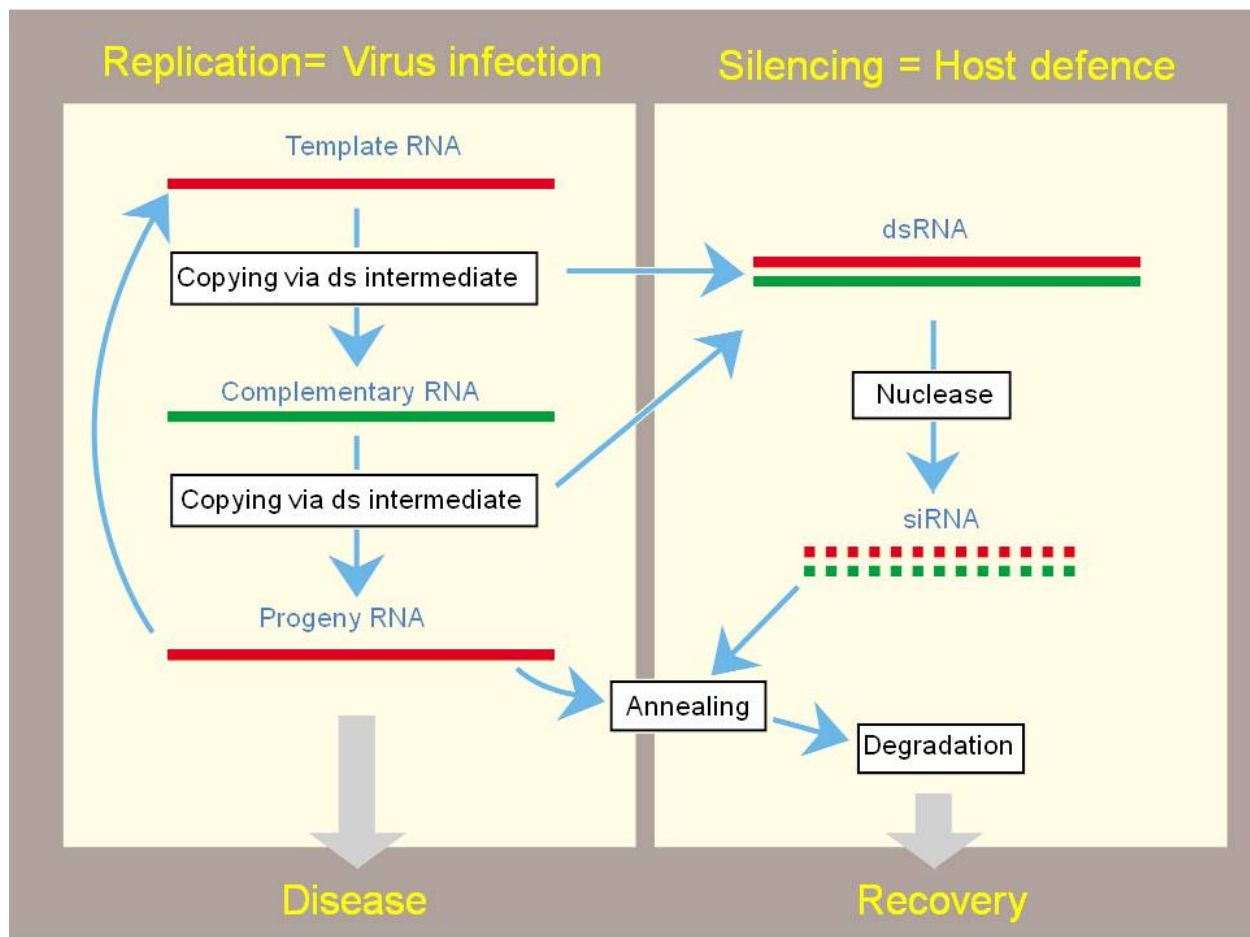 Replication= Virus infection
Silencing = Host defence
Template RNA
Copying via ds intermediate
Complementary RNA
Copying via ds intermediate
Progeny RNA
dsRNA
Nuclease
siRNA
Annealing
Degradation
Disease
Recovery